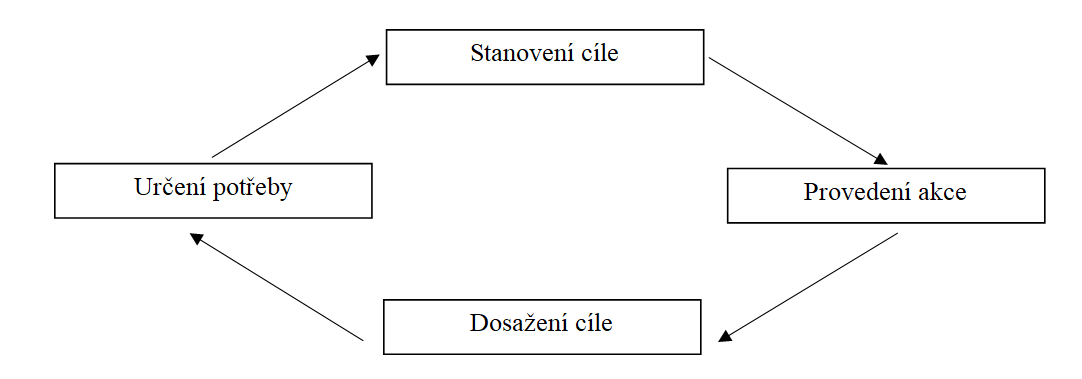 Stanovení cíle
Určení potřeby
Provedení akce
Dosažení cíle